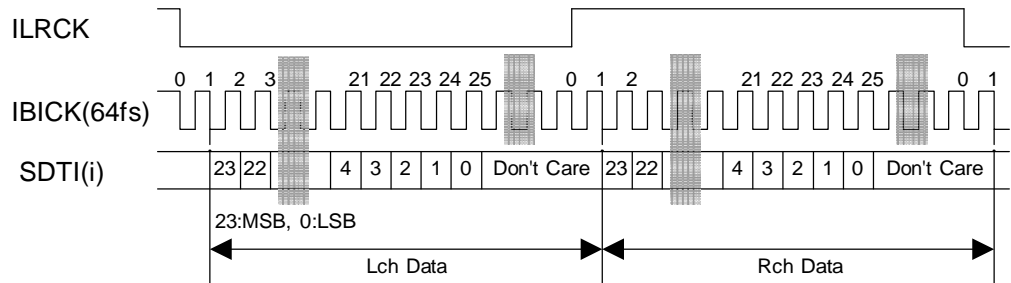 ILRCK
0 1 2 3 21 22 23 24 25 0 1 2 21 22 23 24 25 0 1
IBICK(64fs)
SDTI(i)
23 22 4 3 2 1 0 Don't Care 23 22 4 3 2 1 0 Don't Care
23:MSB, 0:LSB
Lch Data Rch Data